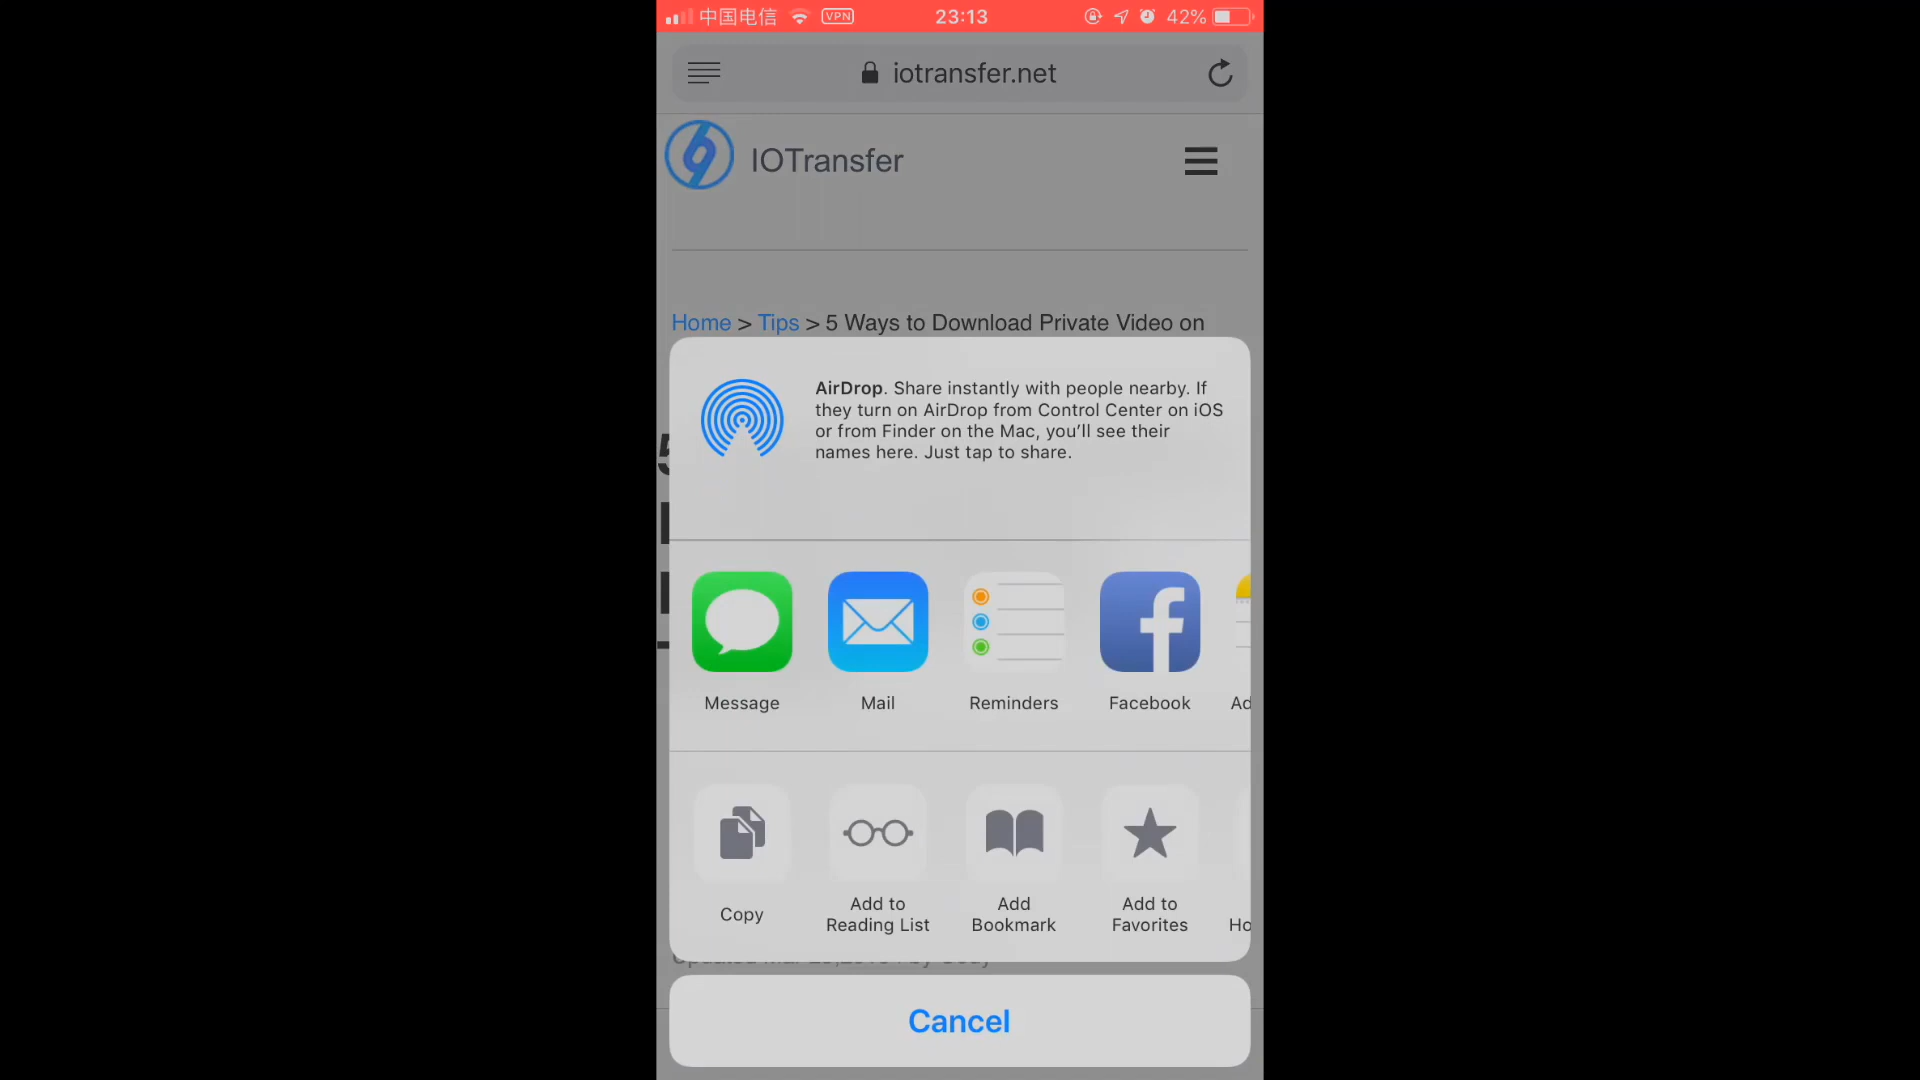 中国电信 VPN 23:13 42%
iotransfer.net
IOTransfer
Home > Tips > 5 Ways to Download Private Video on
AirDrop. Share instantly with people nearby. If
they turn on AirDrop from Control Center on iOS
or from Finder on the Mac, you’ll see their
names here. Just tap to share.
Message Mail Reminders Facebook Ad
Copy Add to Reading List Add Bookmark Add to Favorites Ho
Cancel